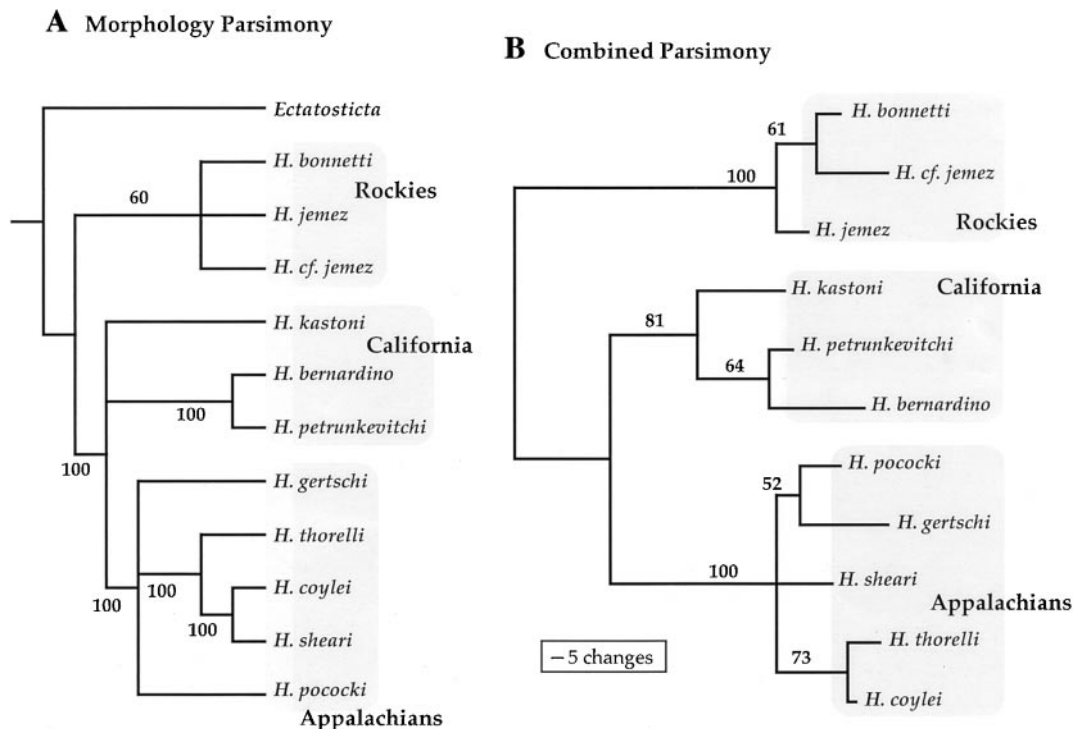 A Morphology Parsimony
Ectatosticta
H. bonnetti
Rockies
60
H. jemez
H. cf. jemez
H. kastoni
California
H. bernardino
100
H. petrunkevitchi
100
H. gertschi
H. thorelli
100
100
H. coylei
100
H. sheari
H. pococki
Appalachians
B Combined Parsimony
H. bonnetti
61
100
H. cf. jemez
H. jemez
Rockies
H. kastoni
California
81
H. petrunkevitchi
64
H. bernardino
H. pococki
52
H. gertschi
100
H. sheari
Appalachians
H. thorelli
– 5 changes
73
H. coylei